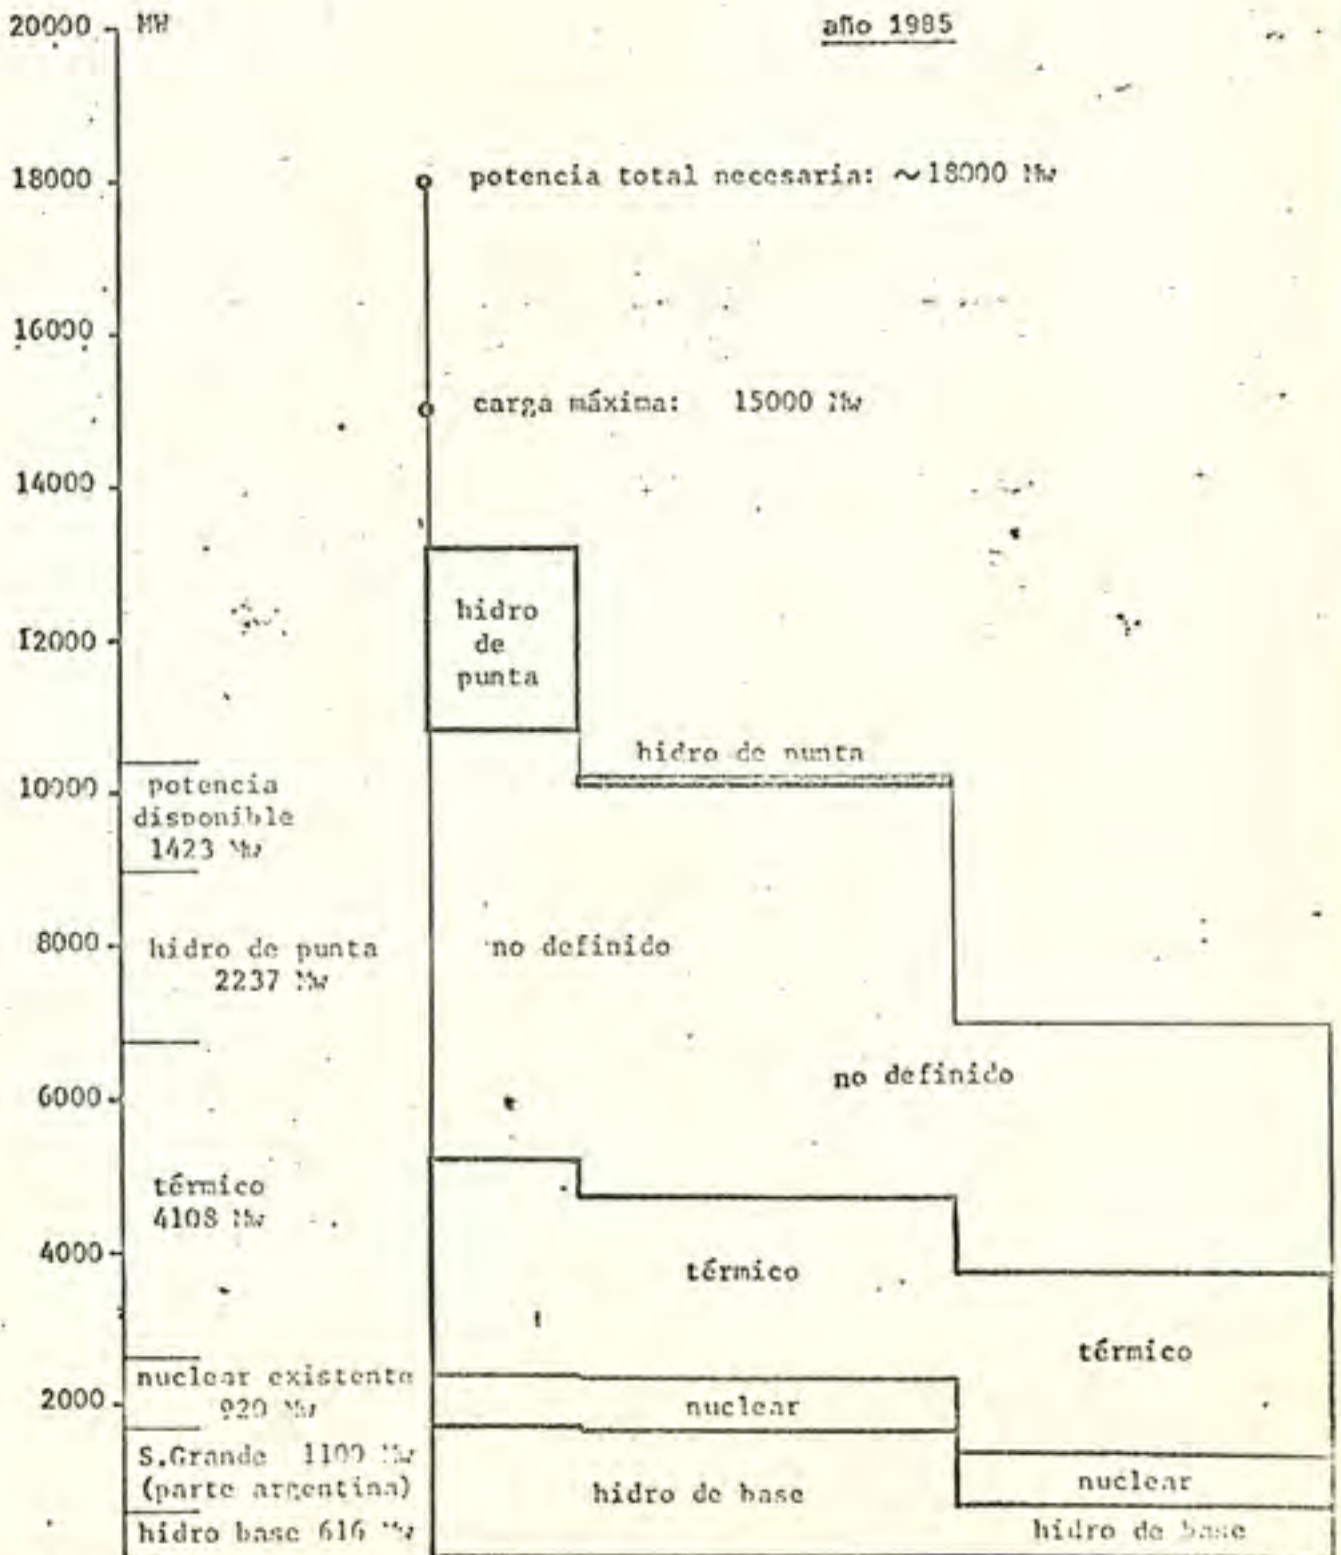 20000 MW
año 1985
18000
potencia total necesaria: ~18000 Mw
16000
carga máxima: 15000 Mw
14000
hidro
de
punta
I2000
hidro de punta
10000
potencia
disponible
1423 Mw
8000
hidro de punta
2237 Mw
no definido
no definido
6000
térmico
4108 Mw
4000
térmico
térmico
nuclear existente
920 Mw
2000
nuclear
S.Grande 1100 Mw
(parte argentina)
nuclear
hidro de base
hidro base 616 Mw
hidro de base